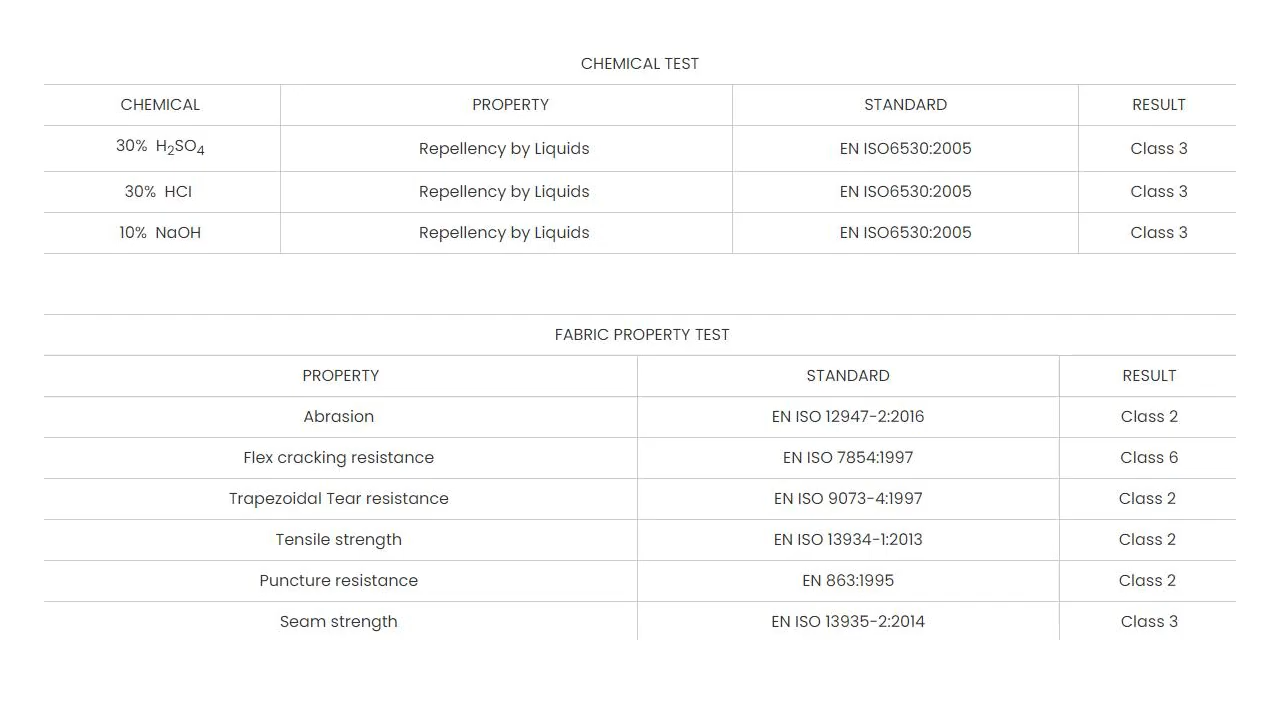 CHEMICAL TEST
CHEMICAL PROPERTY STANDARD RESULT
30% H₂SO₄ Repellency by Liquids EN ISO6530:2005 Class 3
30% HCl Repellency by Liquids EN ISO6530:2005 Class 3
10% NaOH Repellency by Liquids EN ISO6530:2005 Class 3
FABRIC PROPERTY TEST
PROPERTY STANDARD RESULT
Abrasion EN ISO 12947-2:2016 Class 2
Flex cracking resistance EN ISO 7854:1997 Class 6
Trapezoidal Tear resistance EN ISO 9073-4:1997 Class 2
Tensile strength EN ISO 13934-1:2013 Class 2
Puncture resistance EN 863:1995 Class 2
Seam strength EN ISO 13935-2:2014 Class 3